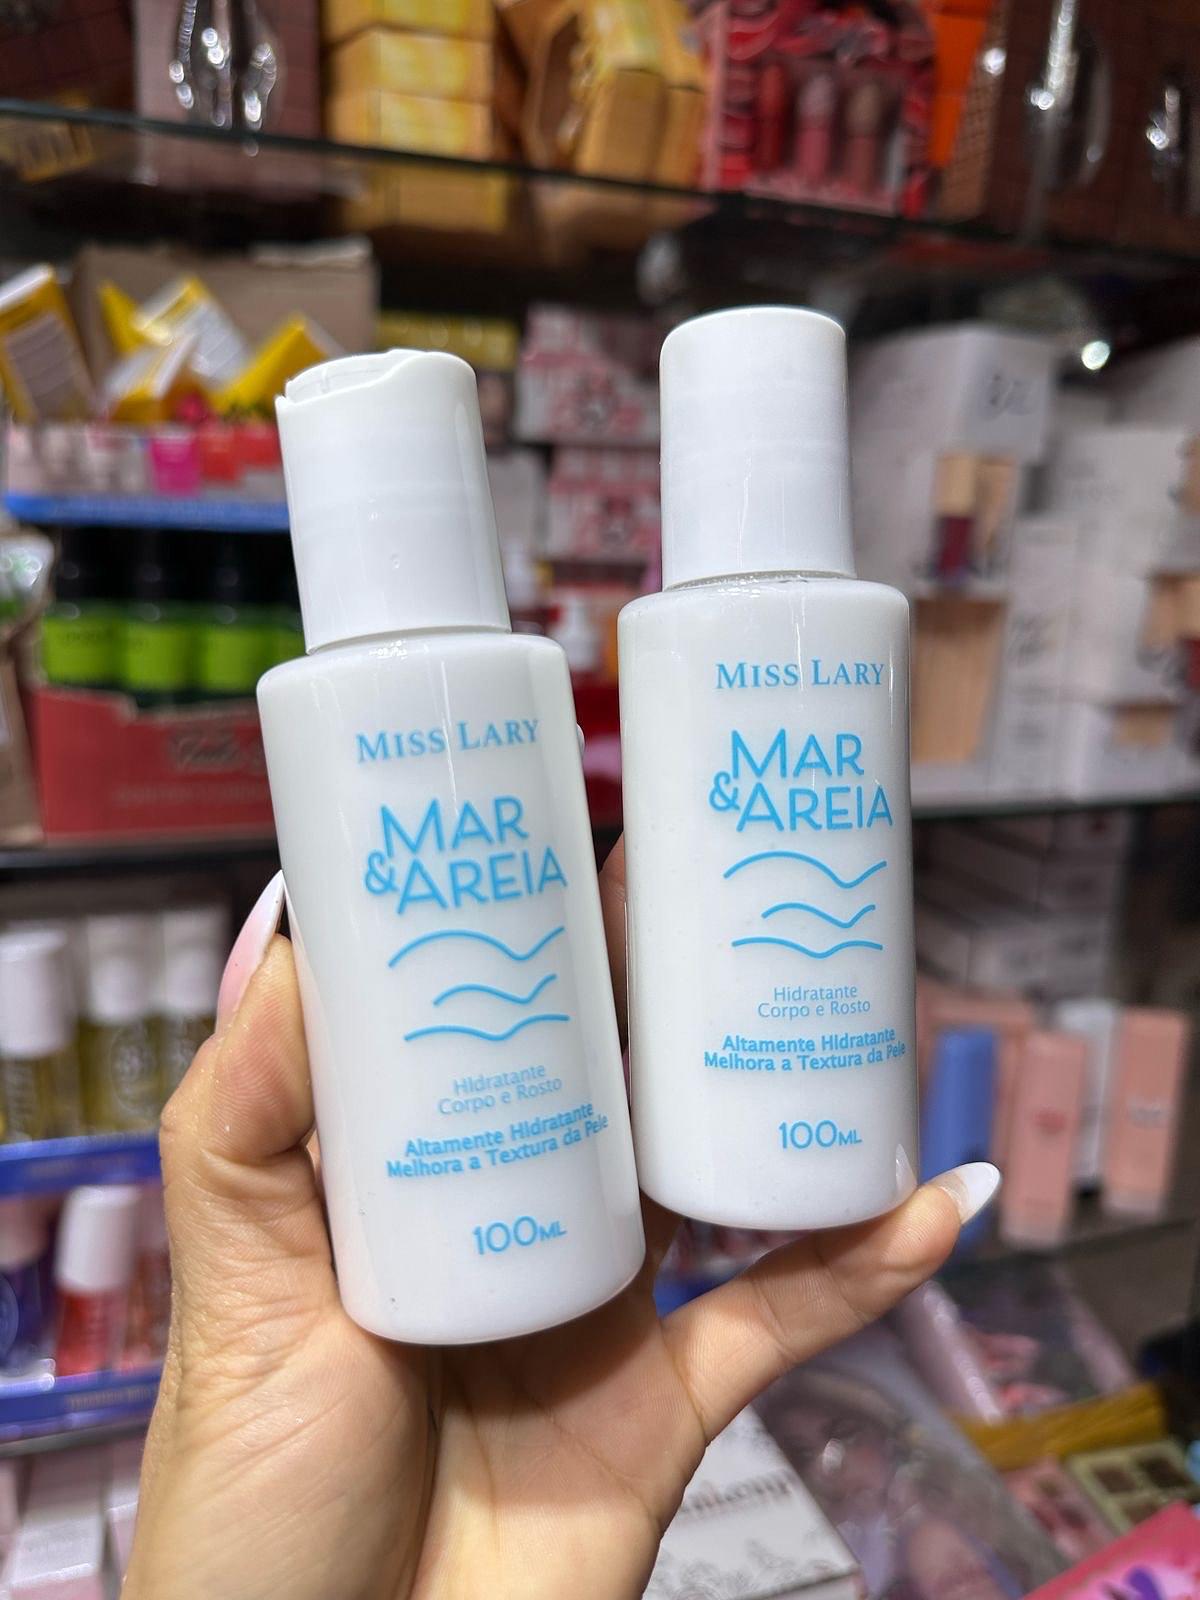 MISS LARY
MAR
&AREIA
Hidratante
Corpo e Rosto
Altamente Hidratante
Melhora a Textura da Pele
100ML
MISS LARY
MAR
&AREIA
Hidratante
Corpo e Rosto
Altamente Hidratante
Melhora a Textura da Pele
100ML